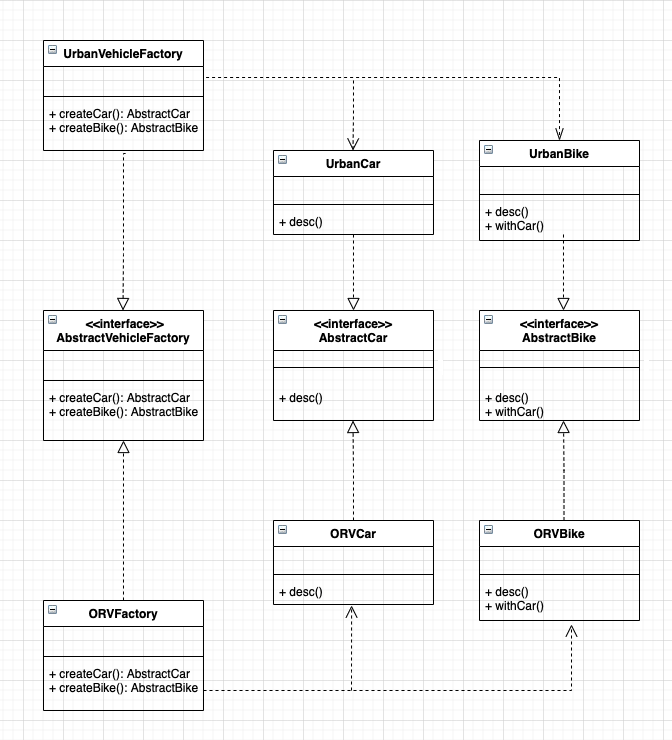 UrbanVehicleFactory
+ createCar(): AbstractCar
+ createBike(): AbstractBike
UrbanCar
+ desc()
UrbanBike
+ desc()
+ withCar()
<<interface>>
AbstractVehicleFactory
+ createCar(): AbstractCar
+ createBike(): AbstractBike
<<interface>>
AbstractCar
+ desc()
<<interface>>
AbstractBike
+ desc()
+ withCar()
ORVCar
+ desc()
ORVBike
+ desc()
+ withCar()
ORVFactory
+ createCar(): AbstractCar
+ createBike(): AbstractBike